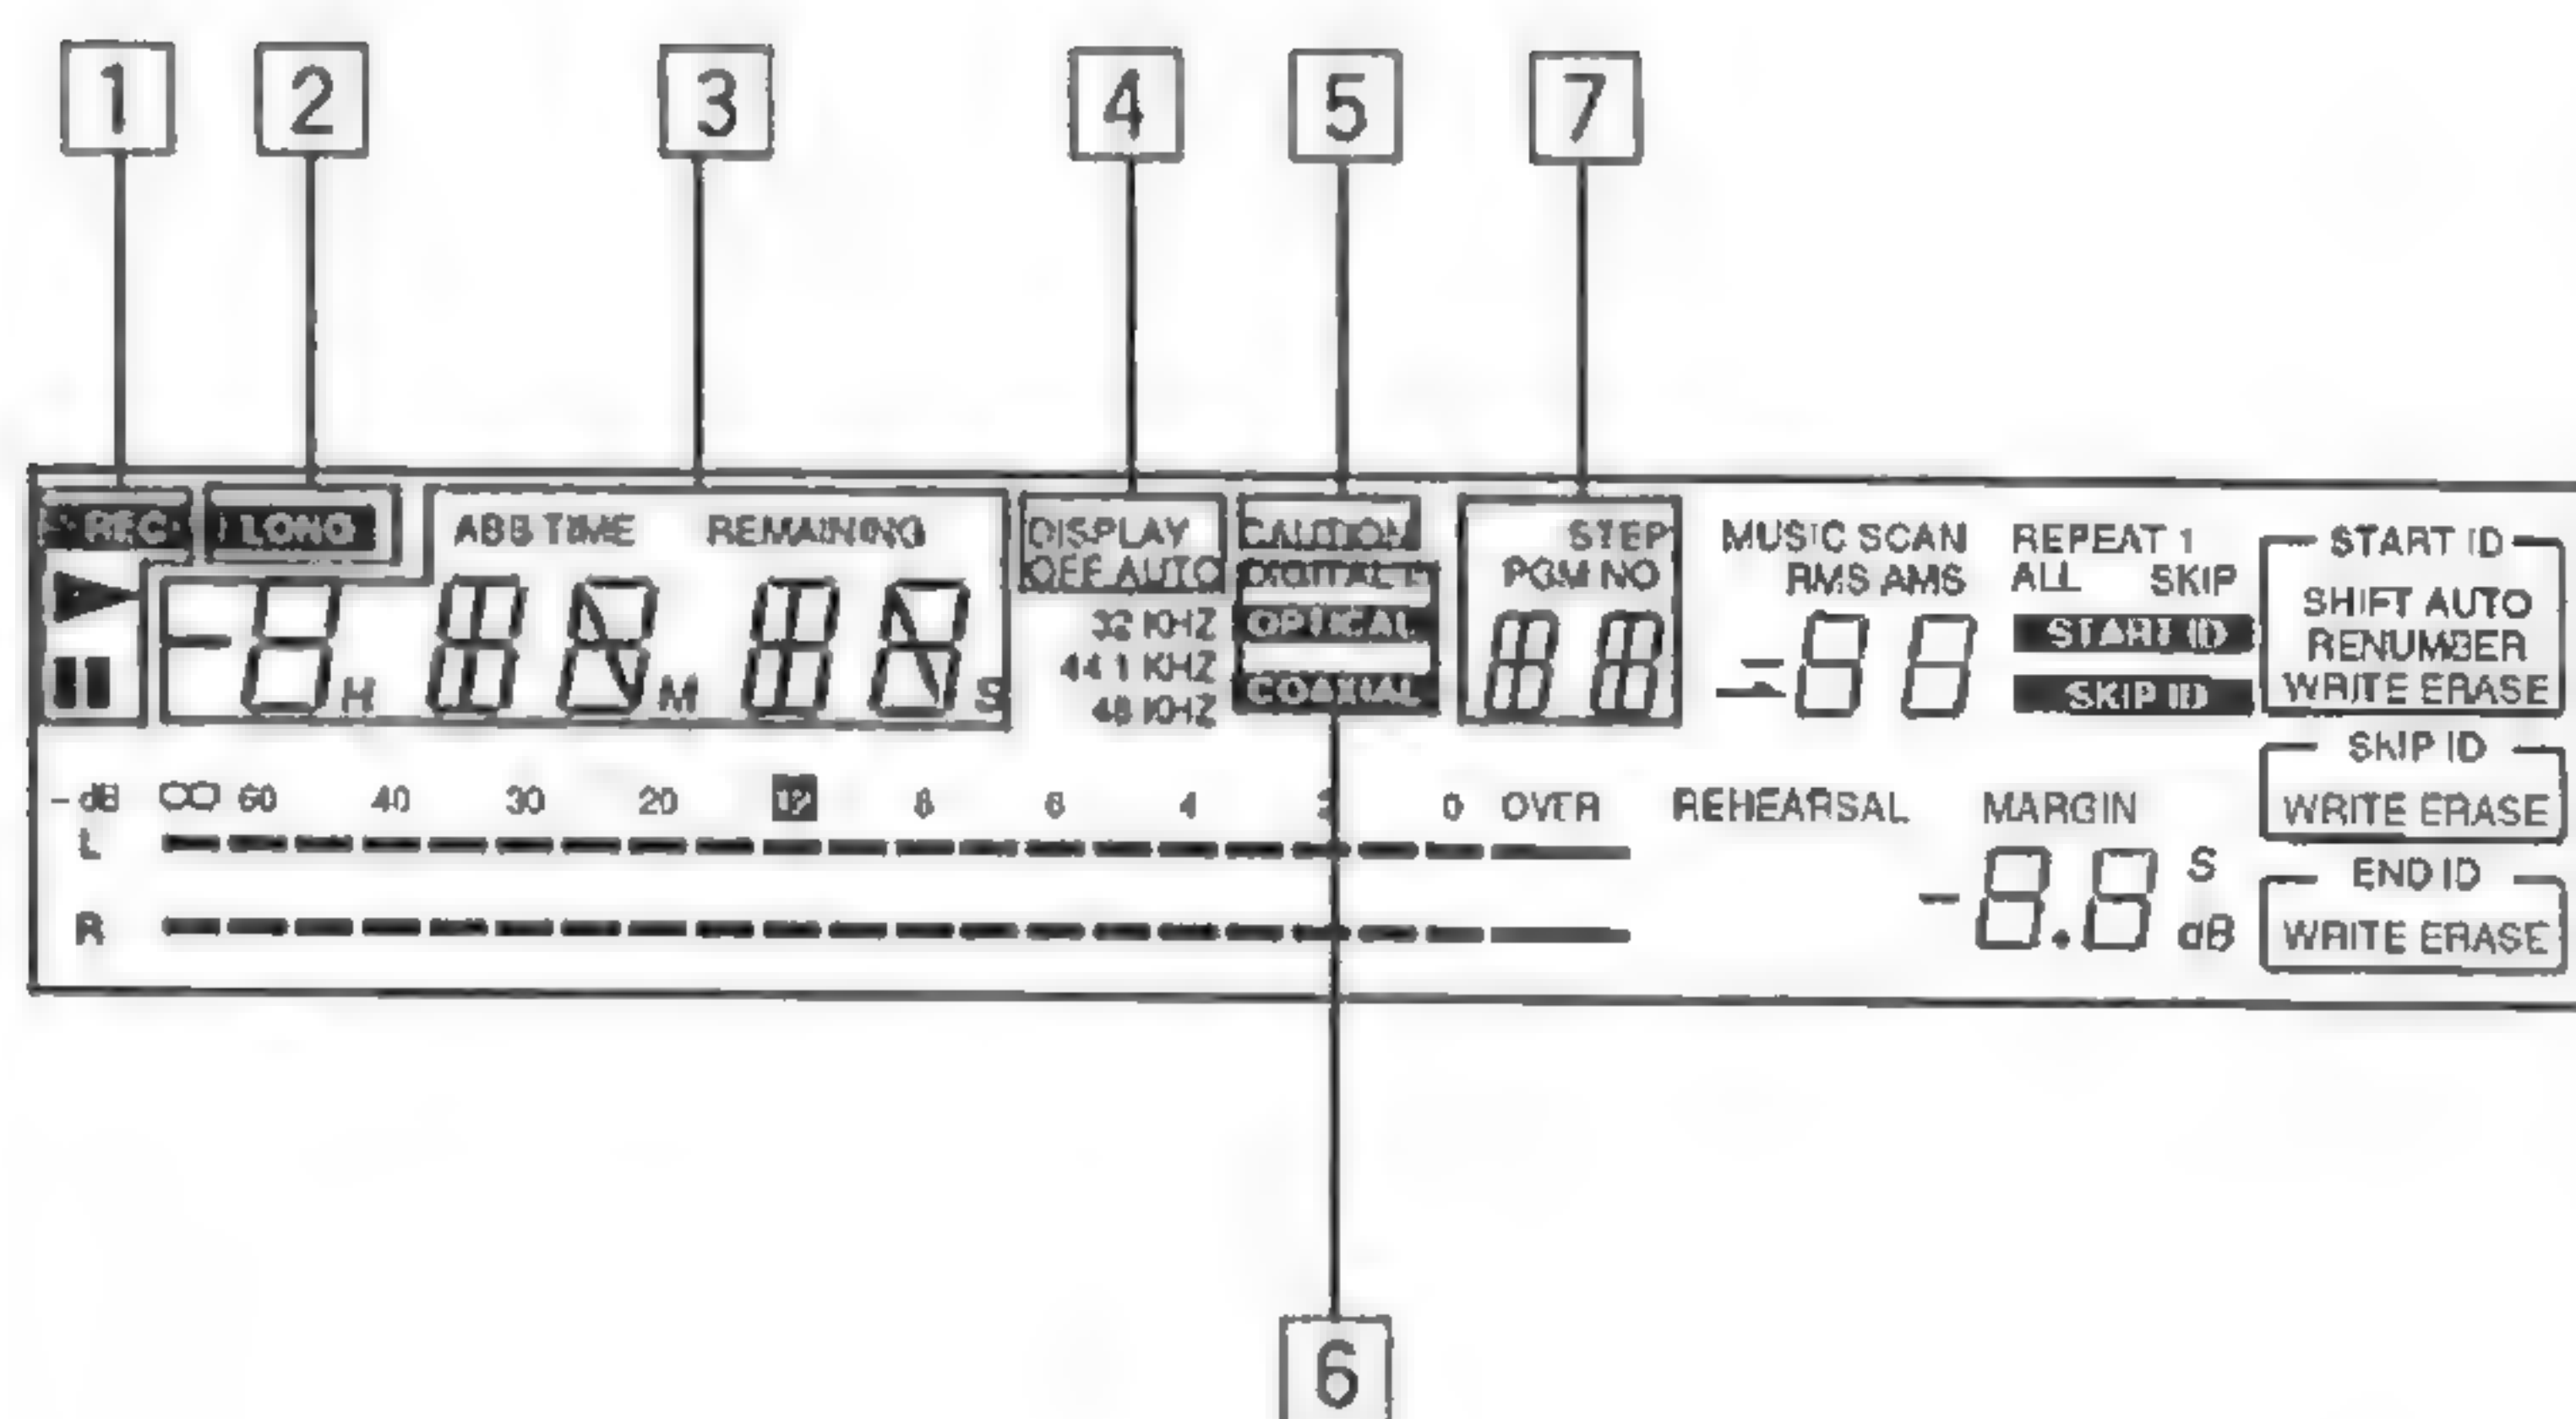 1 2 3 4 5 7
REC LONG ABS TIME REMAINING DISPLAY CAUTION STEP MUSIC SCAN REPEAT 1 START ID
OFF AUTO DIGITAL PGM NO RMS AMS ALL SKIP
32 KHZ OPTICAL START ID SHIFT AUTO
44 1 KHZ RENUMBER
H M S 48 KHZ COAXIAL SKIP ID WRITE ERASE
SKIP ID
- dB ∞ 60 40 30 20 12 8 6 4 2 0 OVER REHEARSAL MARGIN WRITE ERASE
L
-8.8 S END ID
R dB WRITE ERASE
6